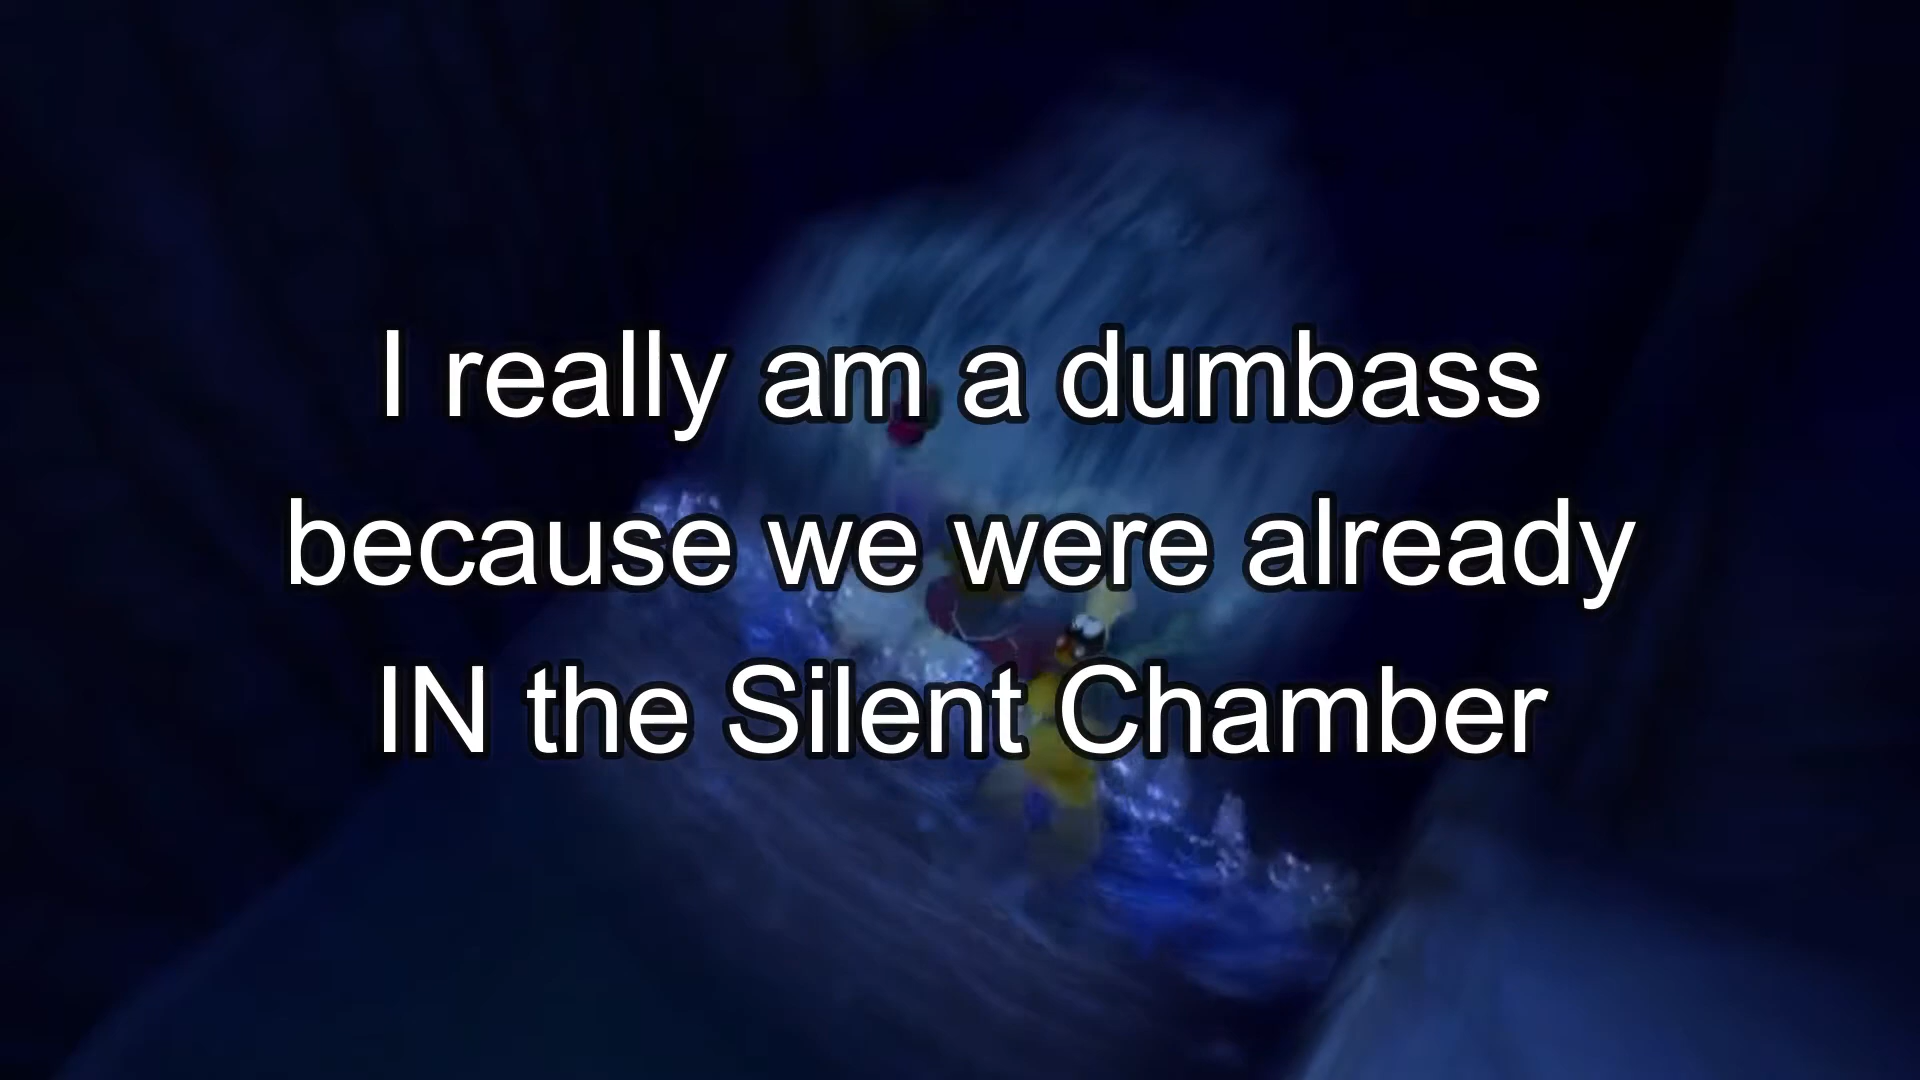 I really am a dumbass
because we were already
IN the Silent Chamber